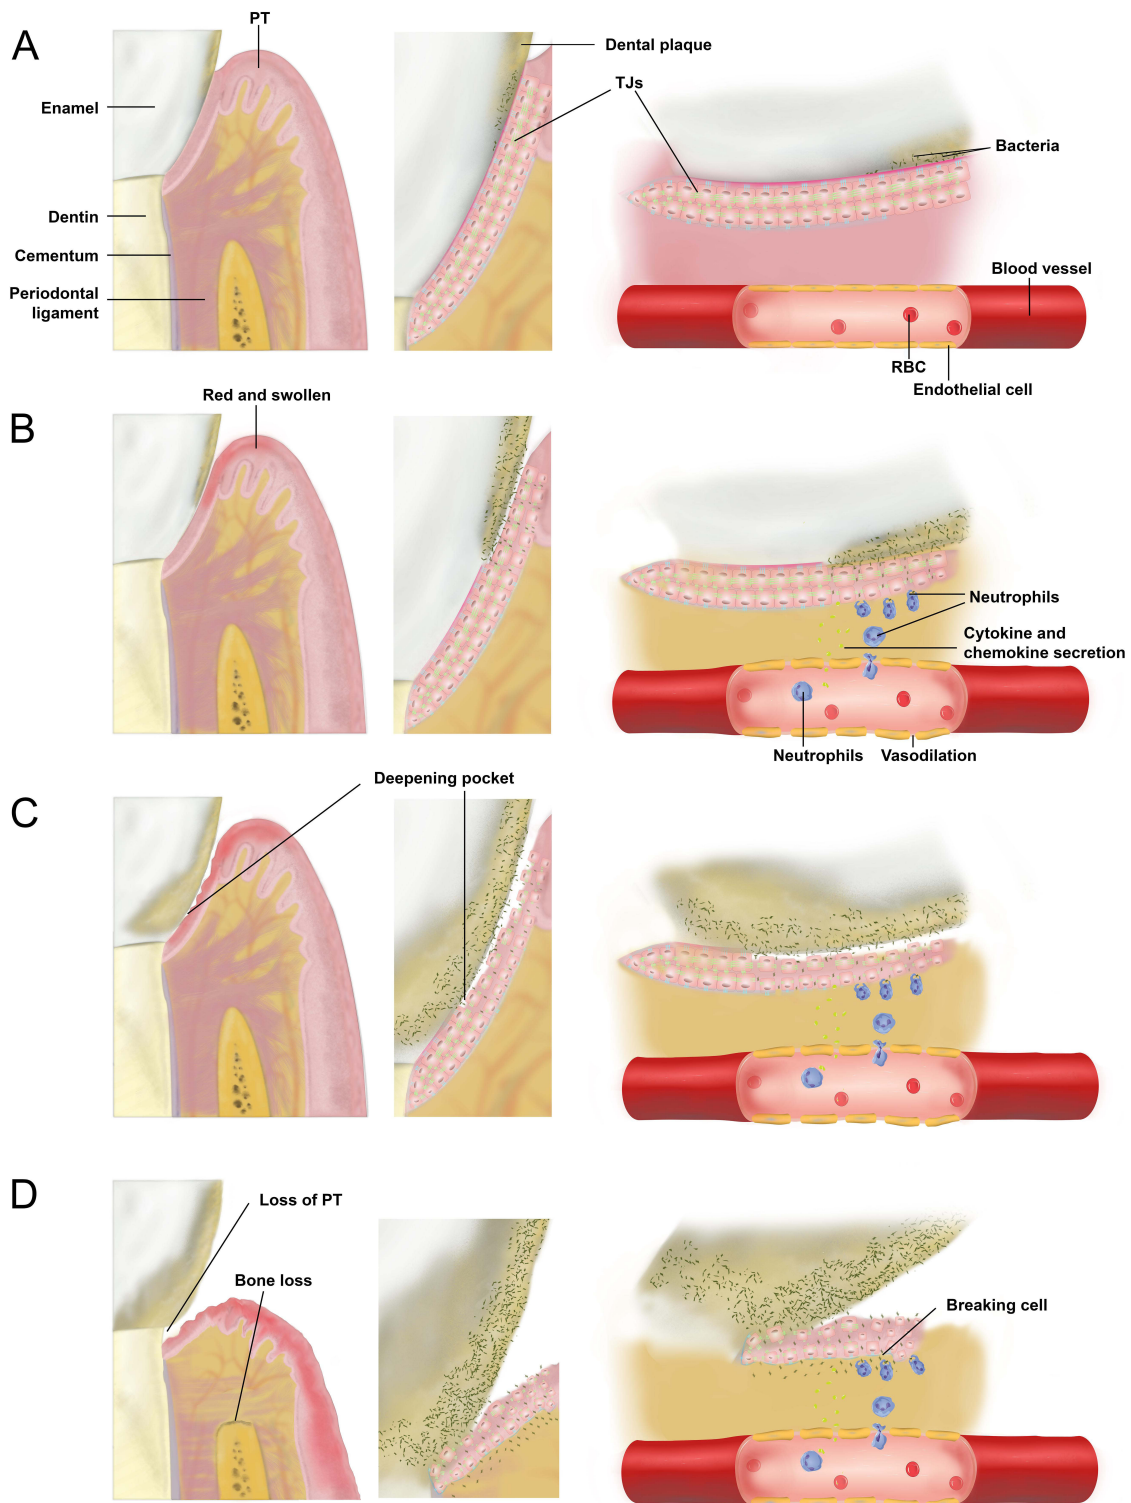 A
PT
Dental plaque
Enamel
TJs
Bacteria
Dentin
Cementum
Periodontal
ligament
Blood vessel
RBC
Endothelial cell
B
Red and swollen
Neutrophils
Cytokine and
chemokine secretion
Neutrophils
Vasodilation
C
Deepening pocket
D
Loss of PT
Bone loss
Breaking cell